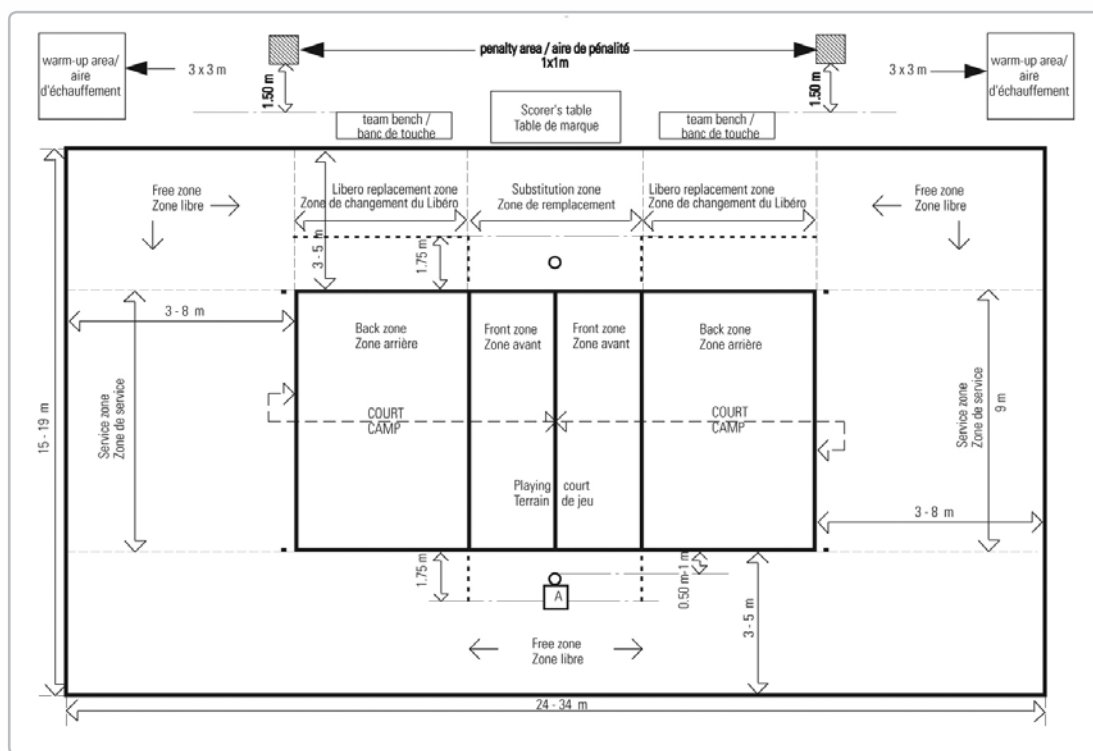 penalty area / aire de pénalité
1x1m
warm-up area/
aire
d'échauffement
3 x 3 m
1.50 m
1.50 m
3 x 3 m
warm-up area/
aire
d'échauffement
team bench /
banc de touche
Scorer's table
Table de marque
team bench /
banc de touche
Free zone
Zone libre
Libero replacement zone
Zone de changement du Libéro
Substitution zone
Zone de remplacement
Libero replacement zone
Zone de changement du Libéro
Free zone
Zone libre
3 - 5 m
1.75 m
3 - 8 m
Back zone
Zone arrière
Front zone
Zone avant
Front zone
Zone avant
Back zone
Zone arrière
15 - 19 m
Service zone
Zone de service
COURT
CAMP
COURT
CAMP
Service zone
Zone de service
9 m
Playing court
Terrain de jeu
3 - 8 m
1.75 m
A
0.50 m-1 m
3 - 5 m
Free zone
Zone libre
24 - 34 m